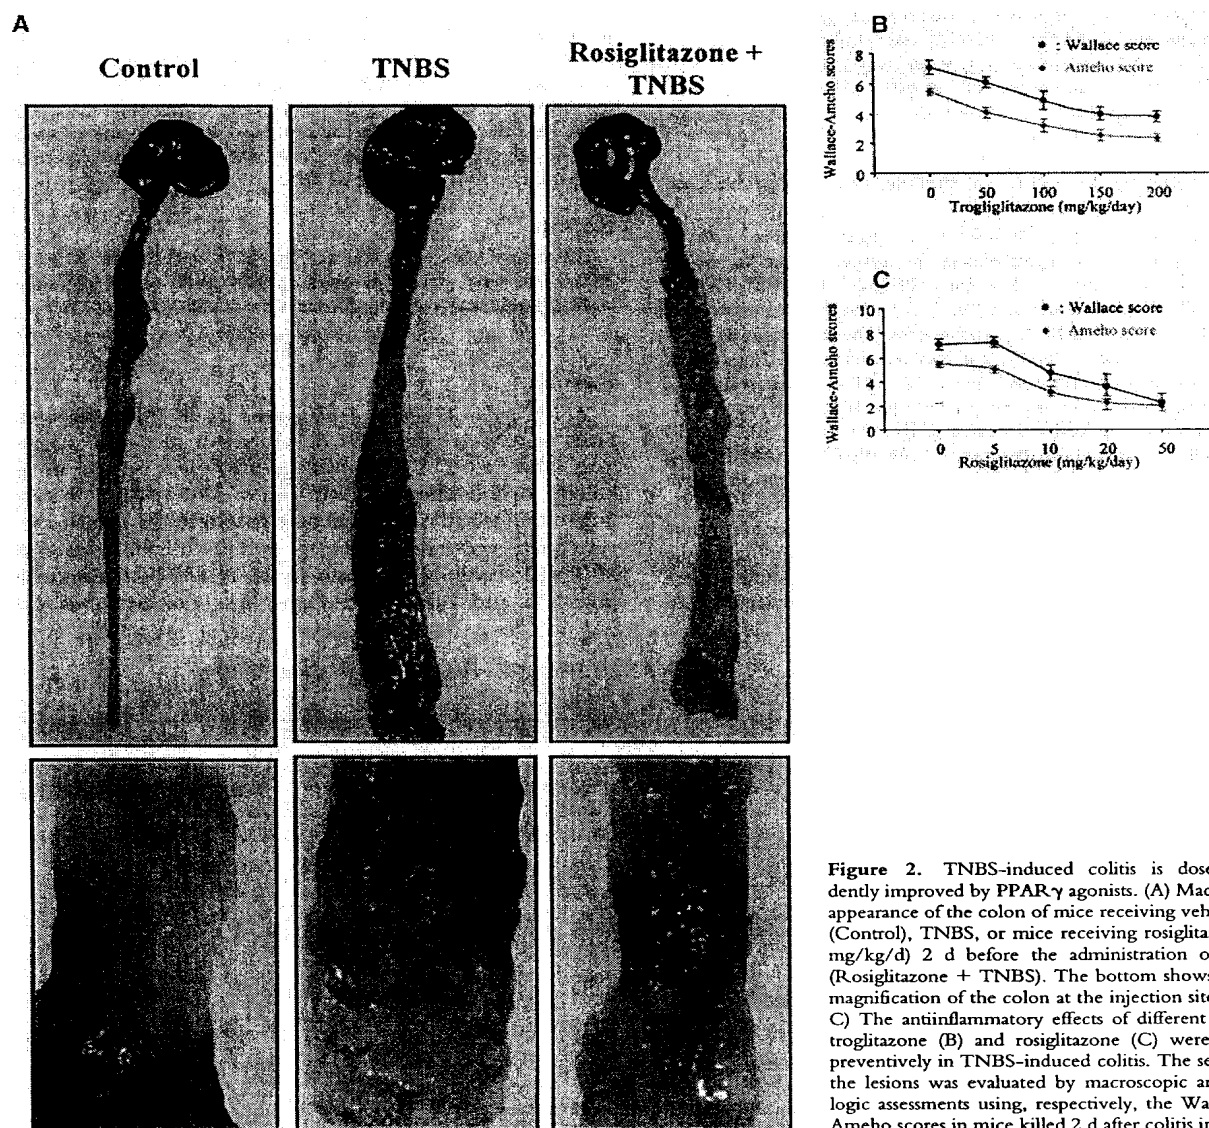 A
Control
TNBS
Rosiglitazone +
TNBS
B
: Wallace score
: Ameho score
Wallace-Ameho scores
8
6
4
2
0
0 50 100 150 200
Trogliglitazone (mg/kg/day)
C
: Wallace score
: Ameho score
Wallace-Ameho scores
10
8
6
4
2
0
0 5 10 20 50
Rosiglitazone (mg/kg/day)
Figure 2. TNBS-induced colitis is dose
dently improved by PPARγ agonists. (A) Mac
appearance of the colon of mice receiving veh
(Control), TNBS, or mice receiving rosiglita
mg/kg/d) 2 d before the administration o
(Rosiglitazone + TNBS). The bottom shows
magnification of the colon at the injection site
C) The antiinflammatory effects of different
troglitazone (B) and rosiglitazone (C) were
preventively in TNBS-induced colitis. The se
the lesions was evaluated by macroscopic a
logic assessments using, respectively, the Wa
Ameho scores in mice killed 2 d after colitis in